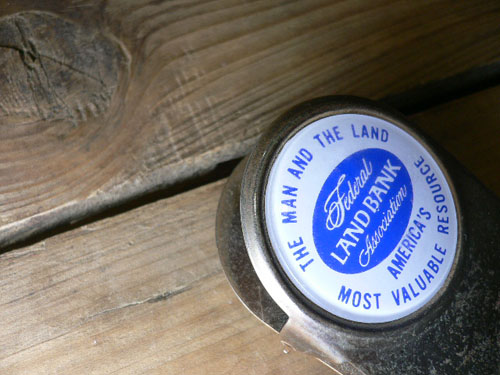 THE MAN AND THE LAND
Federal
LAND BANK
Association
AMERICA'S
MOST VALUABLE RESOURCE